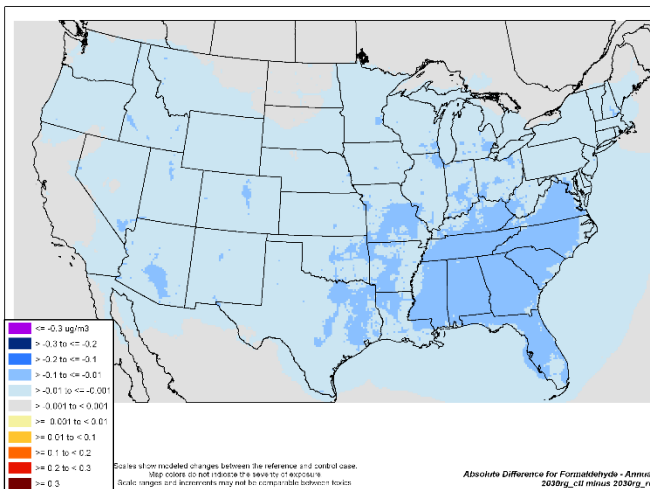 <= -0.3 ug/m3
> -0.3 to <= -0.2
> -0.2 to <= -0.1
> -0.1 to <= -0.01
> -0.01 to <= -0.001
> -0.001 to < 0.001
>= 0.001 to < 0.01
>= 0.01 to < 0.1
>= 0.1 to < 0.2
>= 0.2 to < 0.3
>= 0.3
Scales show modeled changes between the reference and control case.
Map colors do not indicate the severity of exposure
Scale ranges and increments may not be comparable between toxics
Absolute Difference for Formaldehyde - Annua
2030rg_ctl minus 2030rg_r